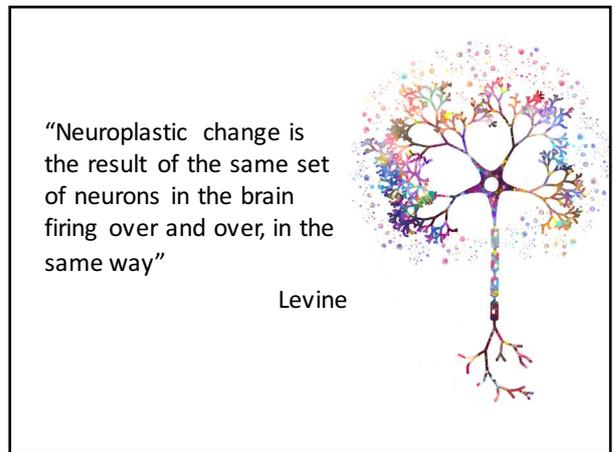 “Neuroplastic change is
the result of the same set
of neurons in the brain
firing over and over, in the
same way”
Levine